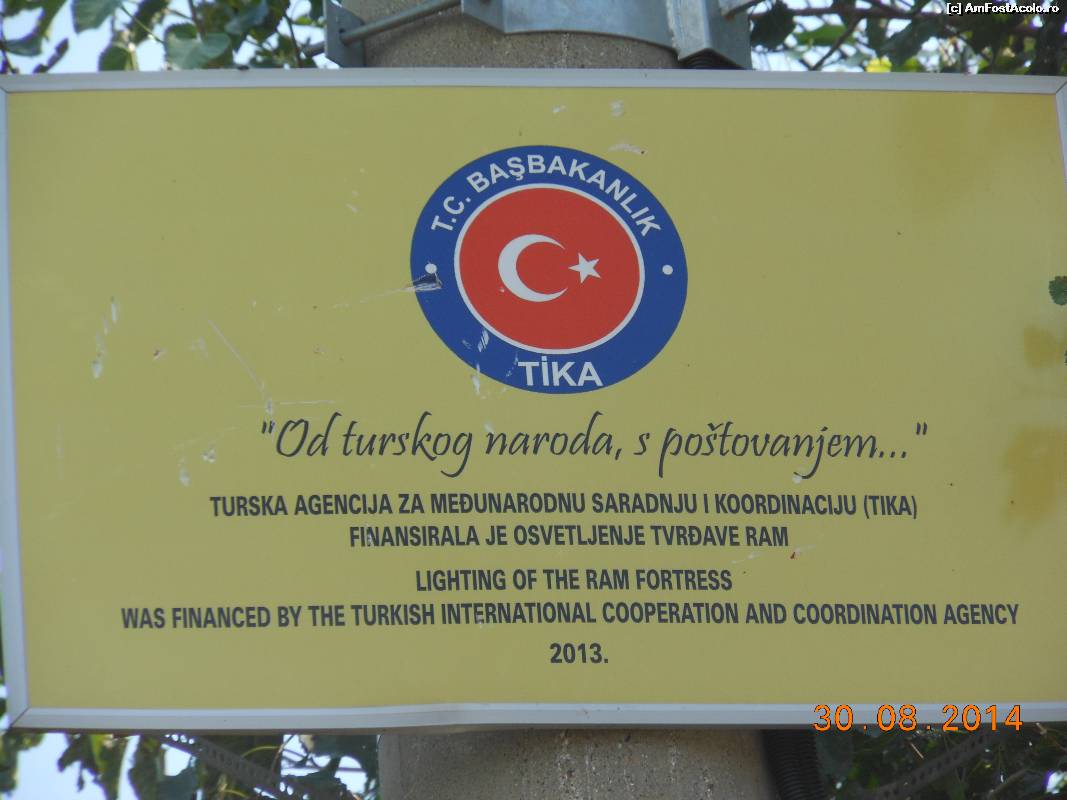 [c] AmFostAcolo.ro
T.C. BAŞBAKANLIK
TİKA
"Od turskog naroda, s poštovanjem..."
TURSKA AGENCIJA ZA MEĐUNARODNU SARADNJU I KOORDINACIJU (TIKA)
FINANSIRALA JE OSVETLJENJE TVRĐAVE RAM
LIGHTING OF THE RAM FORTRESS
WAS FINANCED BY THE TURKISH INTERNATIONAL COOPERATION AND COORDINATION AGENCY
2013.
30.08.2014